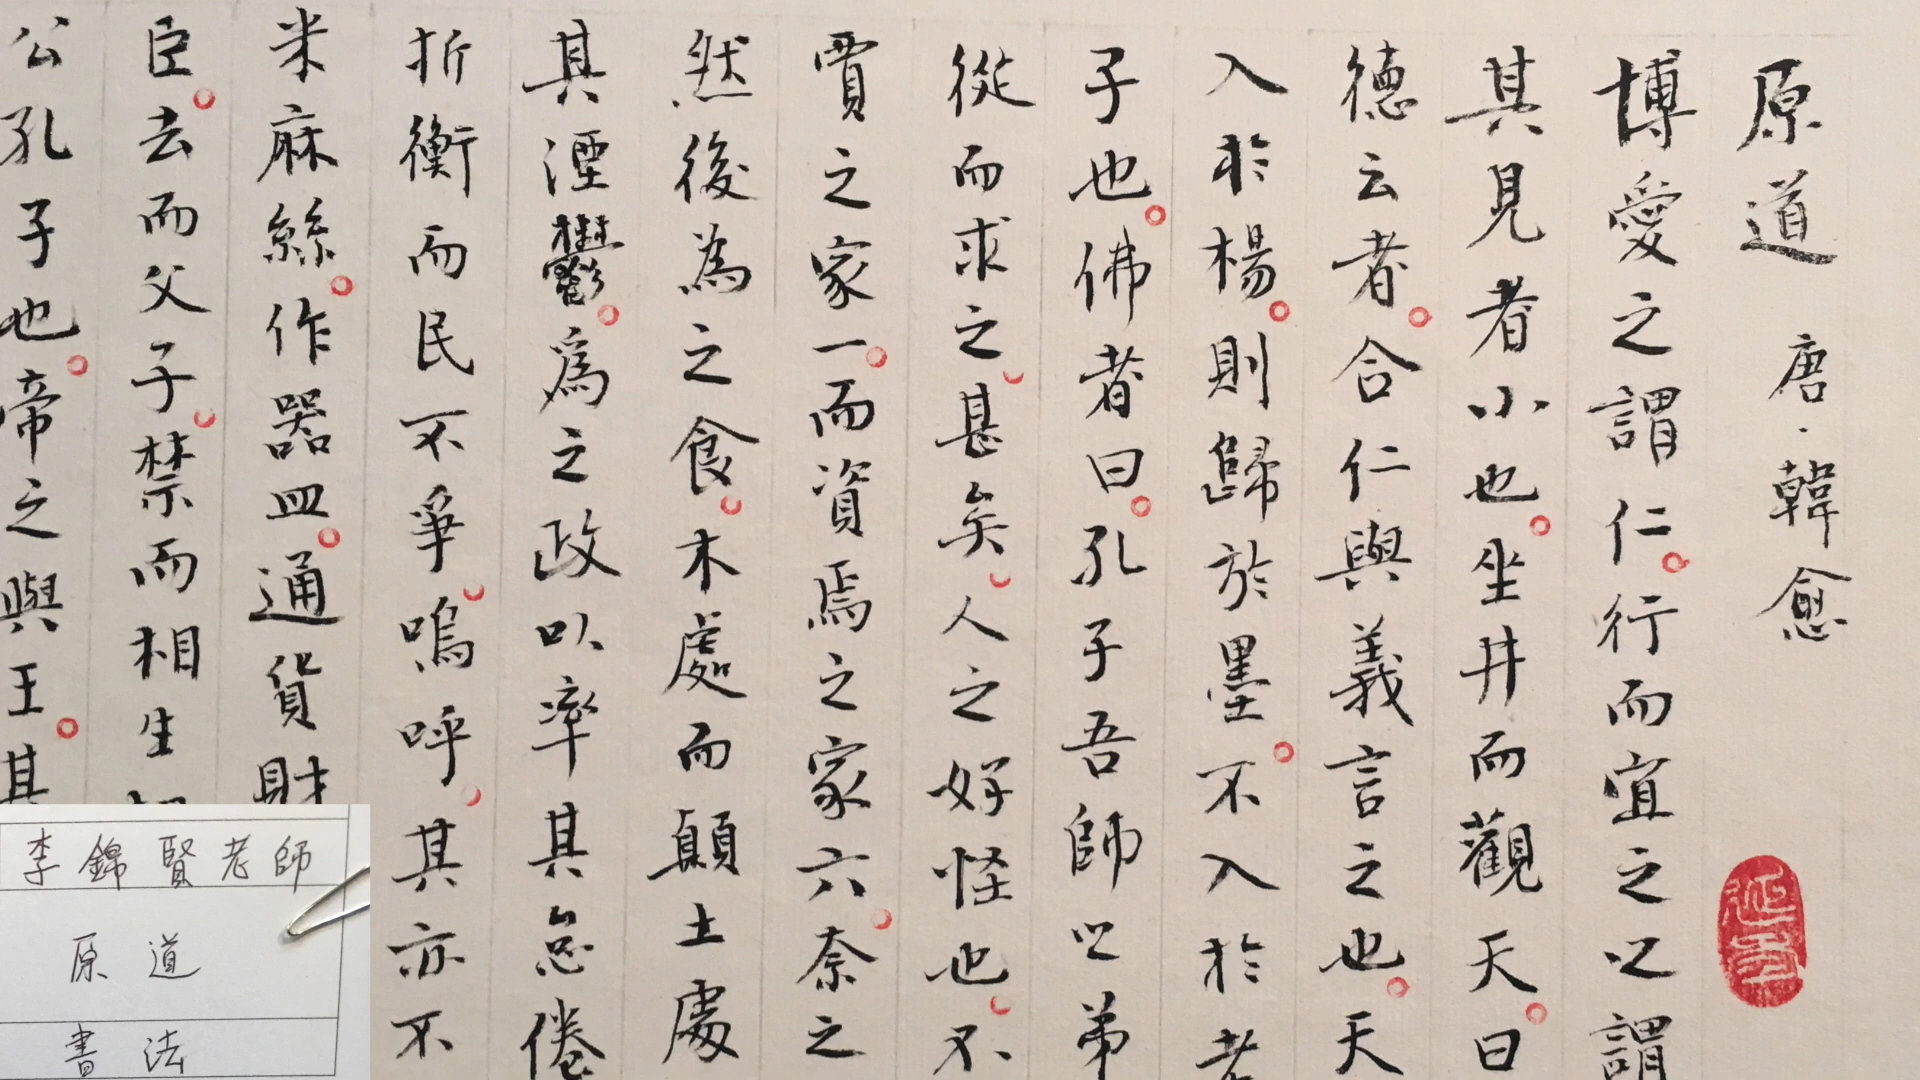 原道 唐·韓愈
博愛之謂仁。行而宜之以謂
其見者小也。坐井而觀天。曰
德云者。合仁與義言之也。天
入於楊。則歸於墨。不入於老
子也。佛者曰。孔子吾師以弟
從而求之甚矣人之好怪也不
賈之家一。而資焉之家六。奈之
然後為之食木處而顛土處
其湮鬱。為之政以率其怠倦
折衡而民不爭嗚呼其亦不
米麻絲。作器皿。通貨財
臣。去而父子禁而相生
公孔子也。帝之與王。其
延年
李錦賢老師
原道
書法